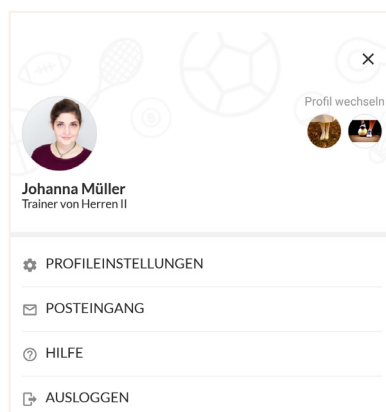 Profil wechseln
Johanna Müller
Trainer von Herren II
PROFILEINSTELLUNGEN
POSTEINGANG
HILFE
AUSLOGGEN